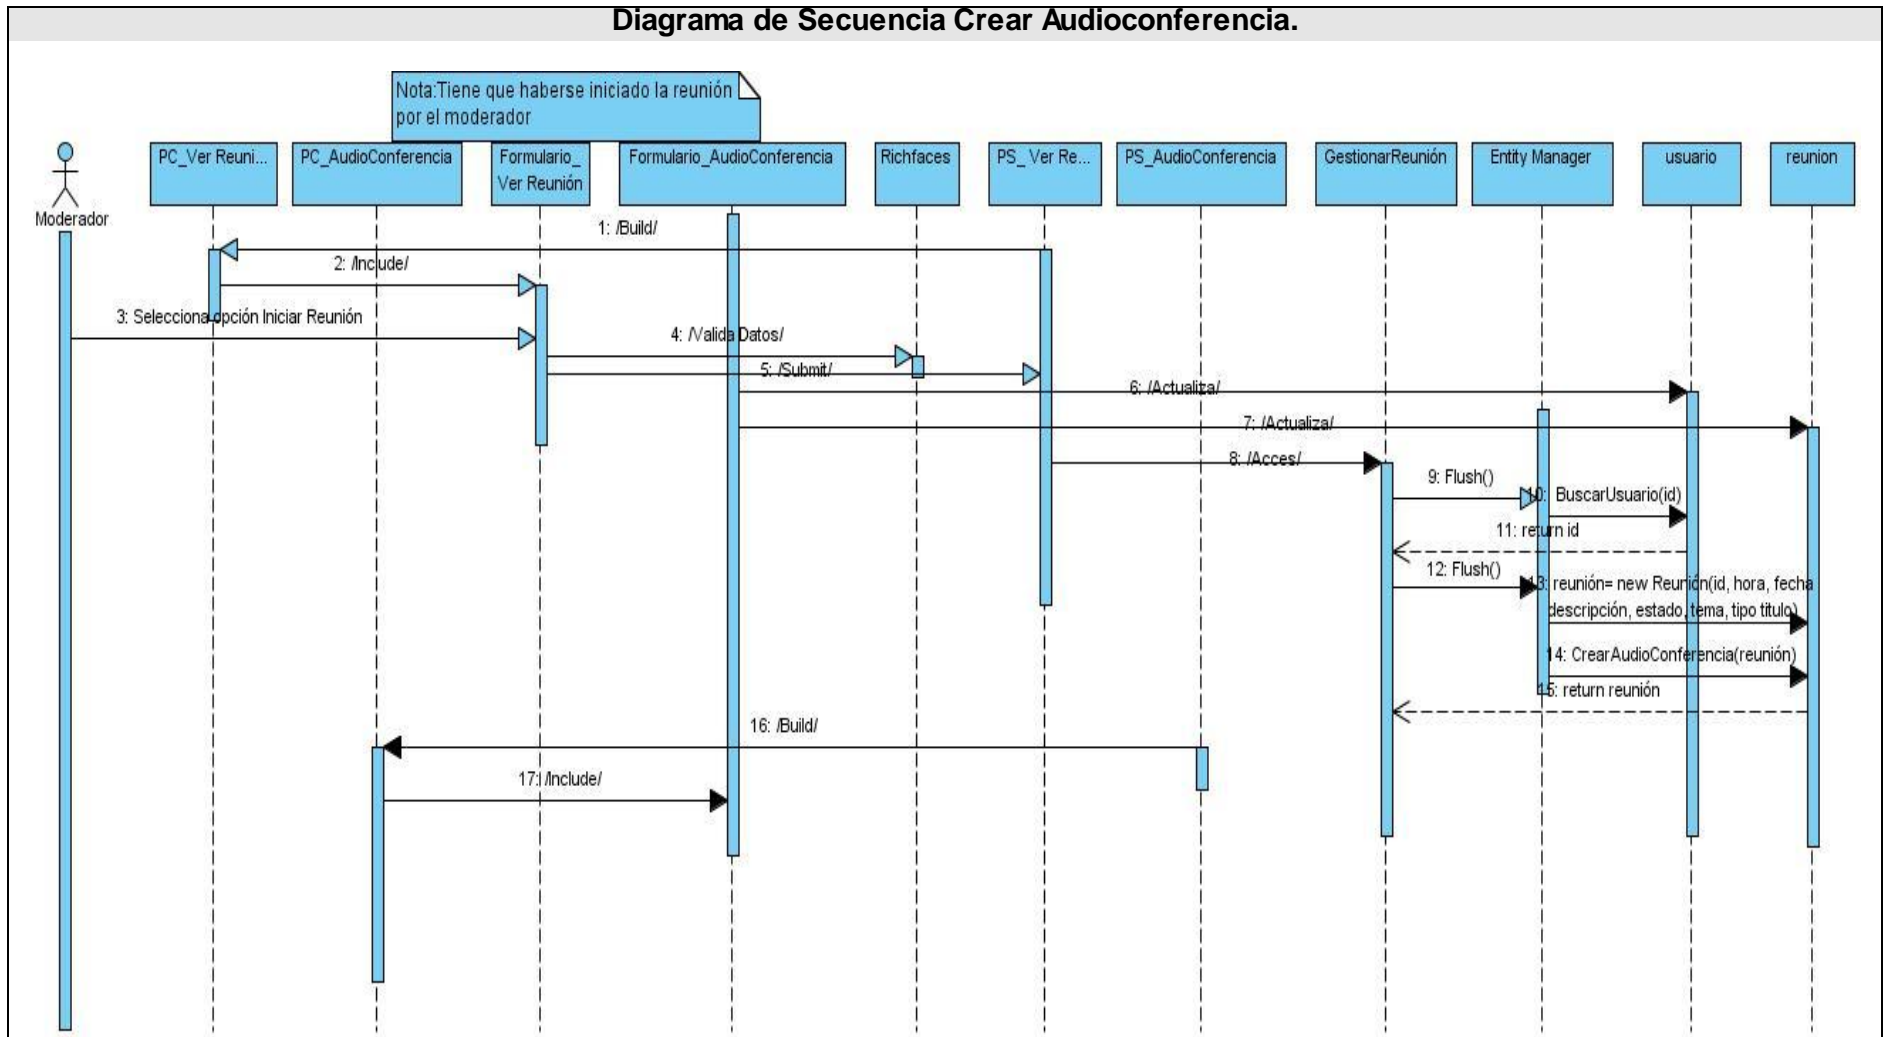 Diagrama de Secuencia Crear Audioconferencia.
Nota:Tiene que haberse iniciado la reunión
por el moderador
Moderador
PC_Ver Reuni...
PC_AudioConferencia
Formulario_
Ver Reunión
Formulario_AudioConferencia
Richfaces
PS_ Ver Re...
PS_AudioConferencia
GestionarReunión
Entity Manager
usuario
reunion
1: /Build/
2: /Include/
3: Selecciona opción Iniciar Reunión
4: /Valida Datos/
5: /Submit/
6: /Actualiza/
7: /Actualiza/
8: /Acces/
9: Flush()
10: BuscarUsuario(id)
11: return id
12: Flush()
13: reunión= new Reunión(id, hora, fecha
descripción, estado, tema, tipo titulo)
14: CrearAudioConferencia(reunión)
15: return reunión
16: /Build/
17: /Include/